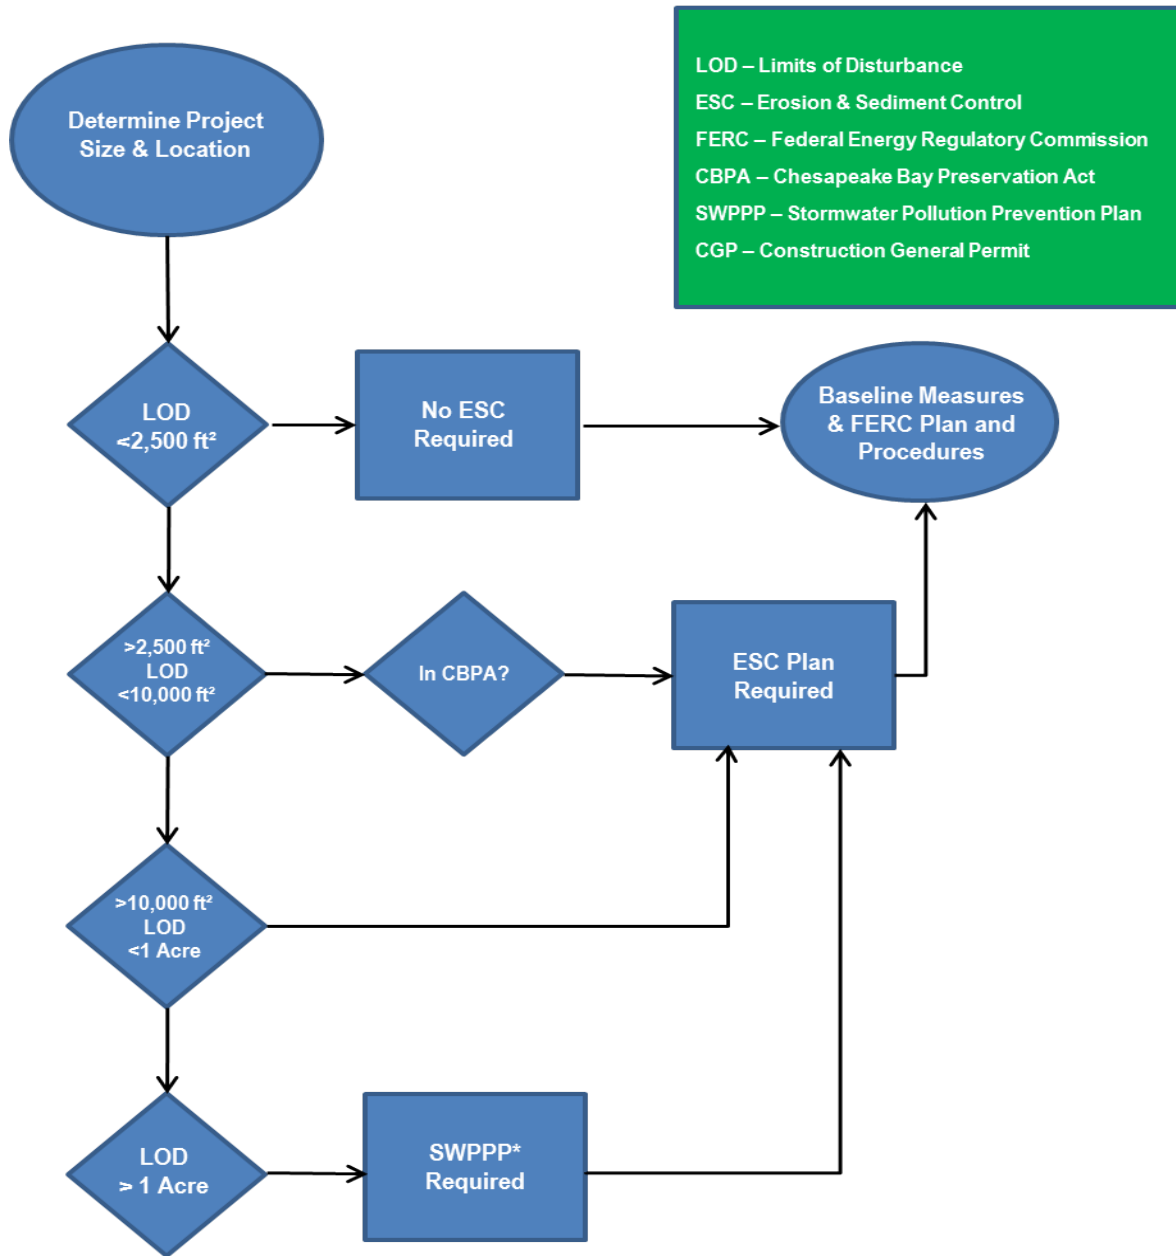 Determine Project
Size & Location
LOD – Limits of Disturbance
ESC – Erosion & Sediment Control
FERC – Federal Energy Regulatory Commission
CBPA – Chesapeake Bay Preservation Act
SWPPP – Stormwater Pollution Prevention Plan
CGP – Construction General Permit
LOD
<2,500 ft²
No ESC
Required
Baseline Measures
& FERC Plan and
Procedures
>2,500 ft²
LOD
<10,000 ft²
In CBPA?
ESC Plan
Required
>10,000 ft²
LOD
<1 Acre
LOD
> 1 Acre
SWPPP*
Required